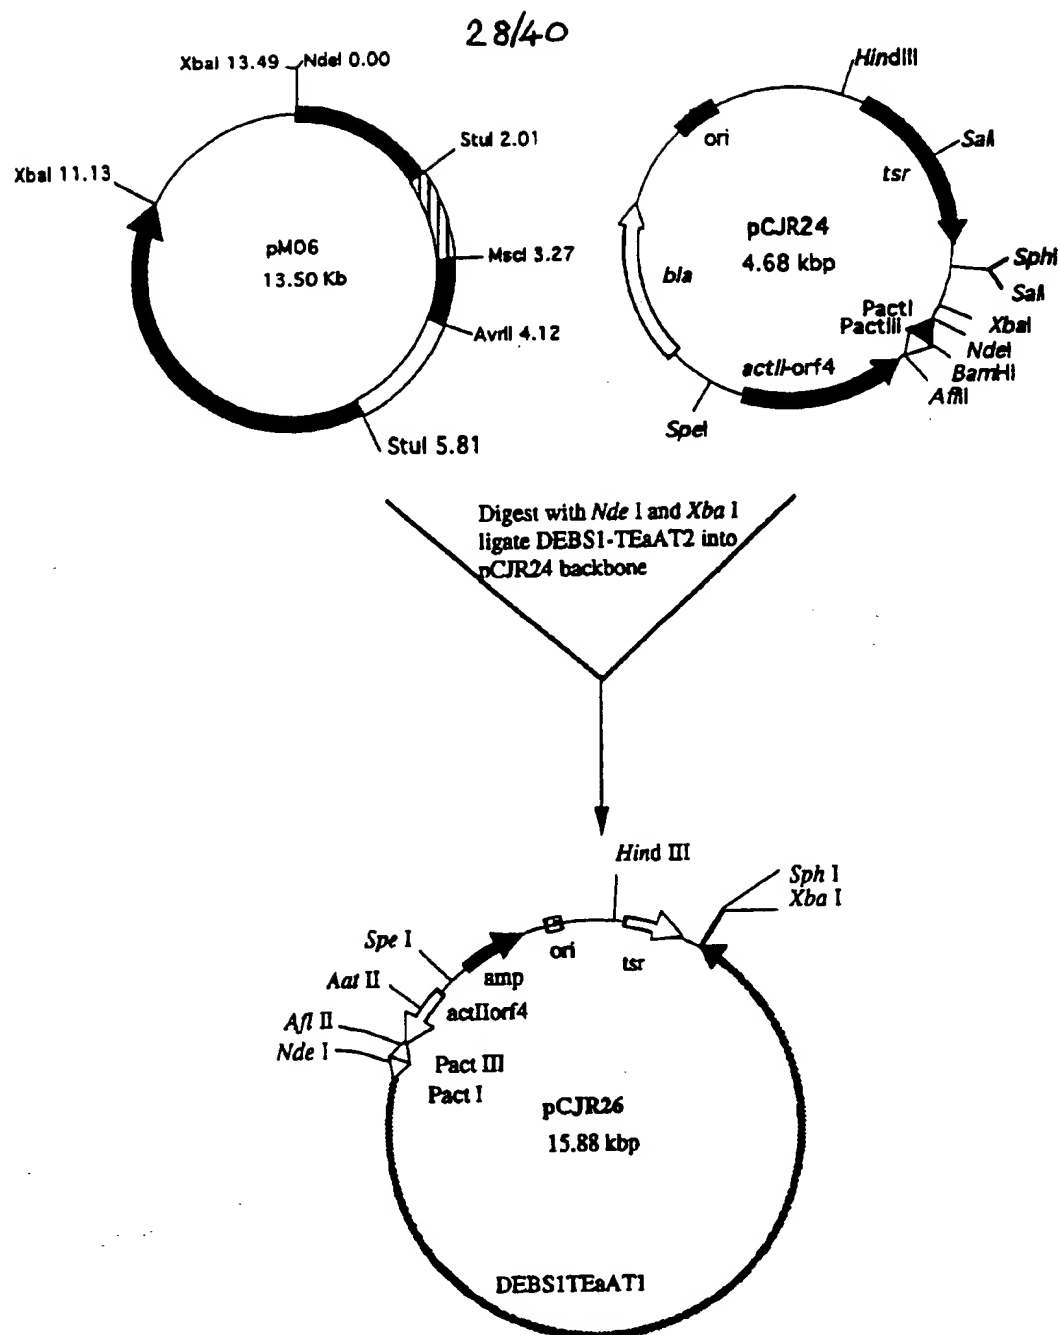 28/40
XbaI 13.49
NdeI 0.00
StuI 2.01
XbaI 11.13
pM06
13.50 Kb
MscI 3.27
AvrII 4.12
StuI 5.81
HindIII
ori
SalI
tsr
pCJR24
4.68 kbp
bla
SphI
SalI
PactI
PactIII
XbaI
NdeI
BamHI
AflII
actII-orf4
SpeI
Digest with Nde I and Xba I
ligate DEBS1-TEaAT2 into
pCJR24 backbone
Hind III
Sph I
Xba I
Spe I
ori
tsr
amp
Aat II
actIIorf4
Afl II
Nde I
Pact III
Pact I
pCJR26
15.88 kbp
DEBS1TEaAT1